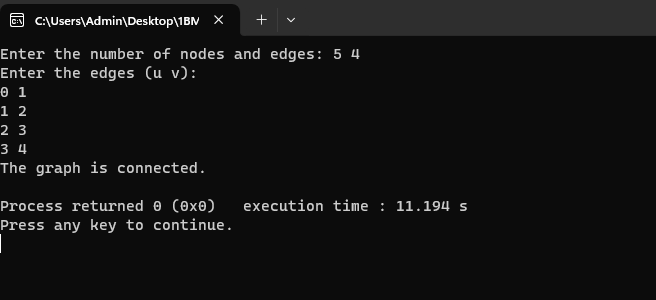 C:\Users\Admin\Desktop\1BM
Enter the number of nodes and edges: 5 4
Enter the edges (u v):
0 1
1 2
2 3
3 4
The graph is connected.
Process returned 0 (0x0)   execution time : 11.194 s
Press any key to continue.